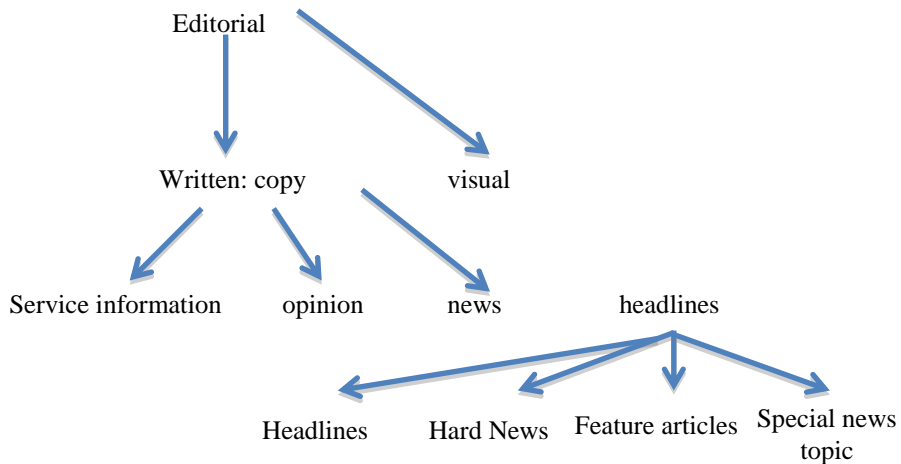 Editorial
Written: copy
visual
Service information
opinion
news
headlines
Headlines
Hard News
Feature articles
Special news
topic